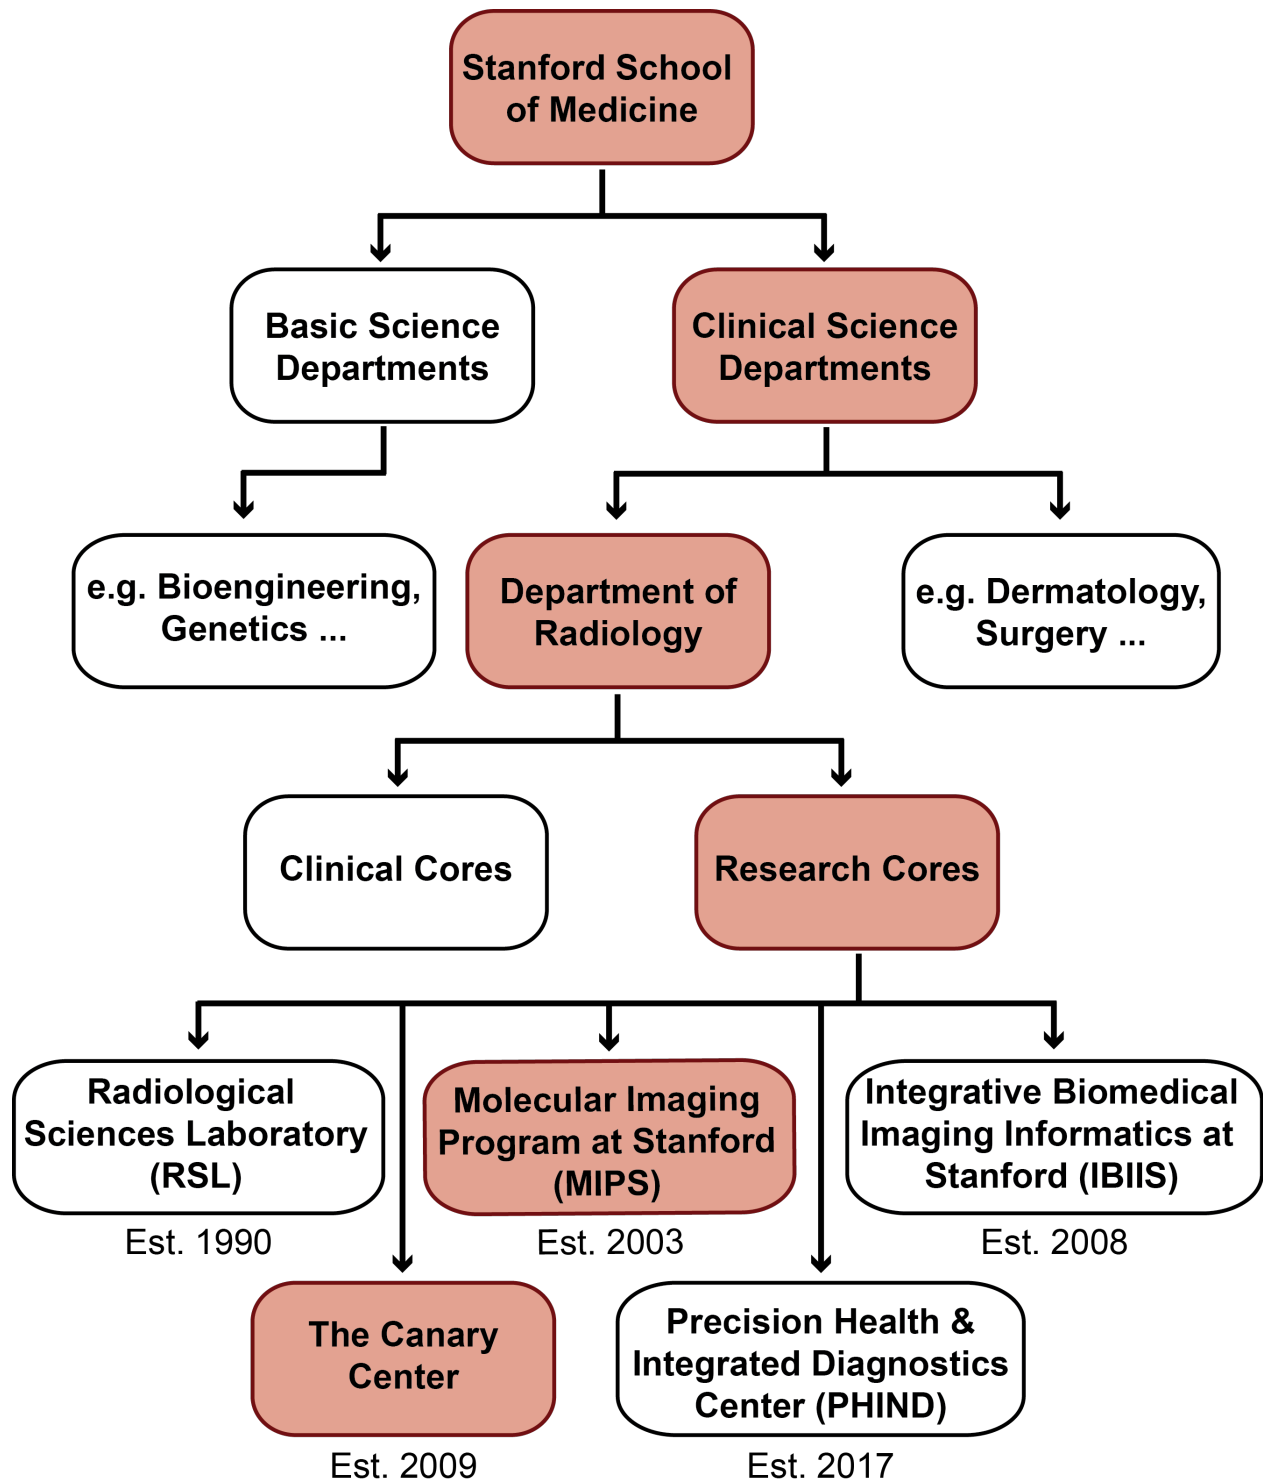 Stanford School
of Medicine
Basic Science
Departments
Clinical Science
Departments
e.g. Bioengineering,
Genetics ...
Department of
Radiology
e.g. Dermatology,
Surgery ...
Clinical Cores
Research Cores
Radiological
Sciences Laboratory
(RSL)
Est. 1990
Molecular Imaging
Program at Stanford
(MIPS)
Est. 2003
Integrative Biomedical
Imaging Informatics at
Stanford (IBIIS)
Est. 2008
The Canary
Center
Est. 2009
Precision Health &
Integrated Diagnostics
Center (PHIND)
Est. 2017